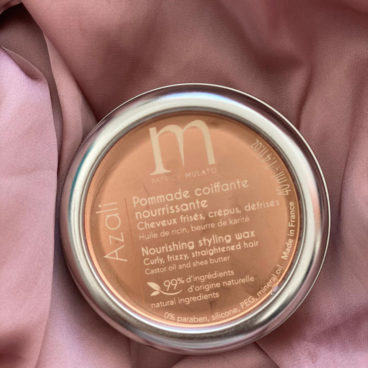 m
MULATO
Azali
Pommade coiffante
nourrissante
Cheveux frisés, crépus, défrisés
Huile de ricin, beurre de karité
Nourishing styling wax
Curly, frizzy, straightened hair
Castor oil and shea butter
99% d'ingrédients
d'origine naturelle
natural ingredients
0% paraben, silicone, PEG, mineral oil
Made in France